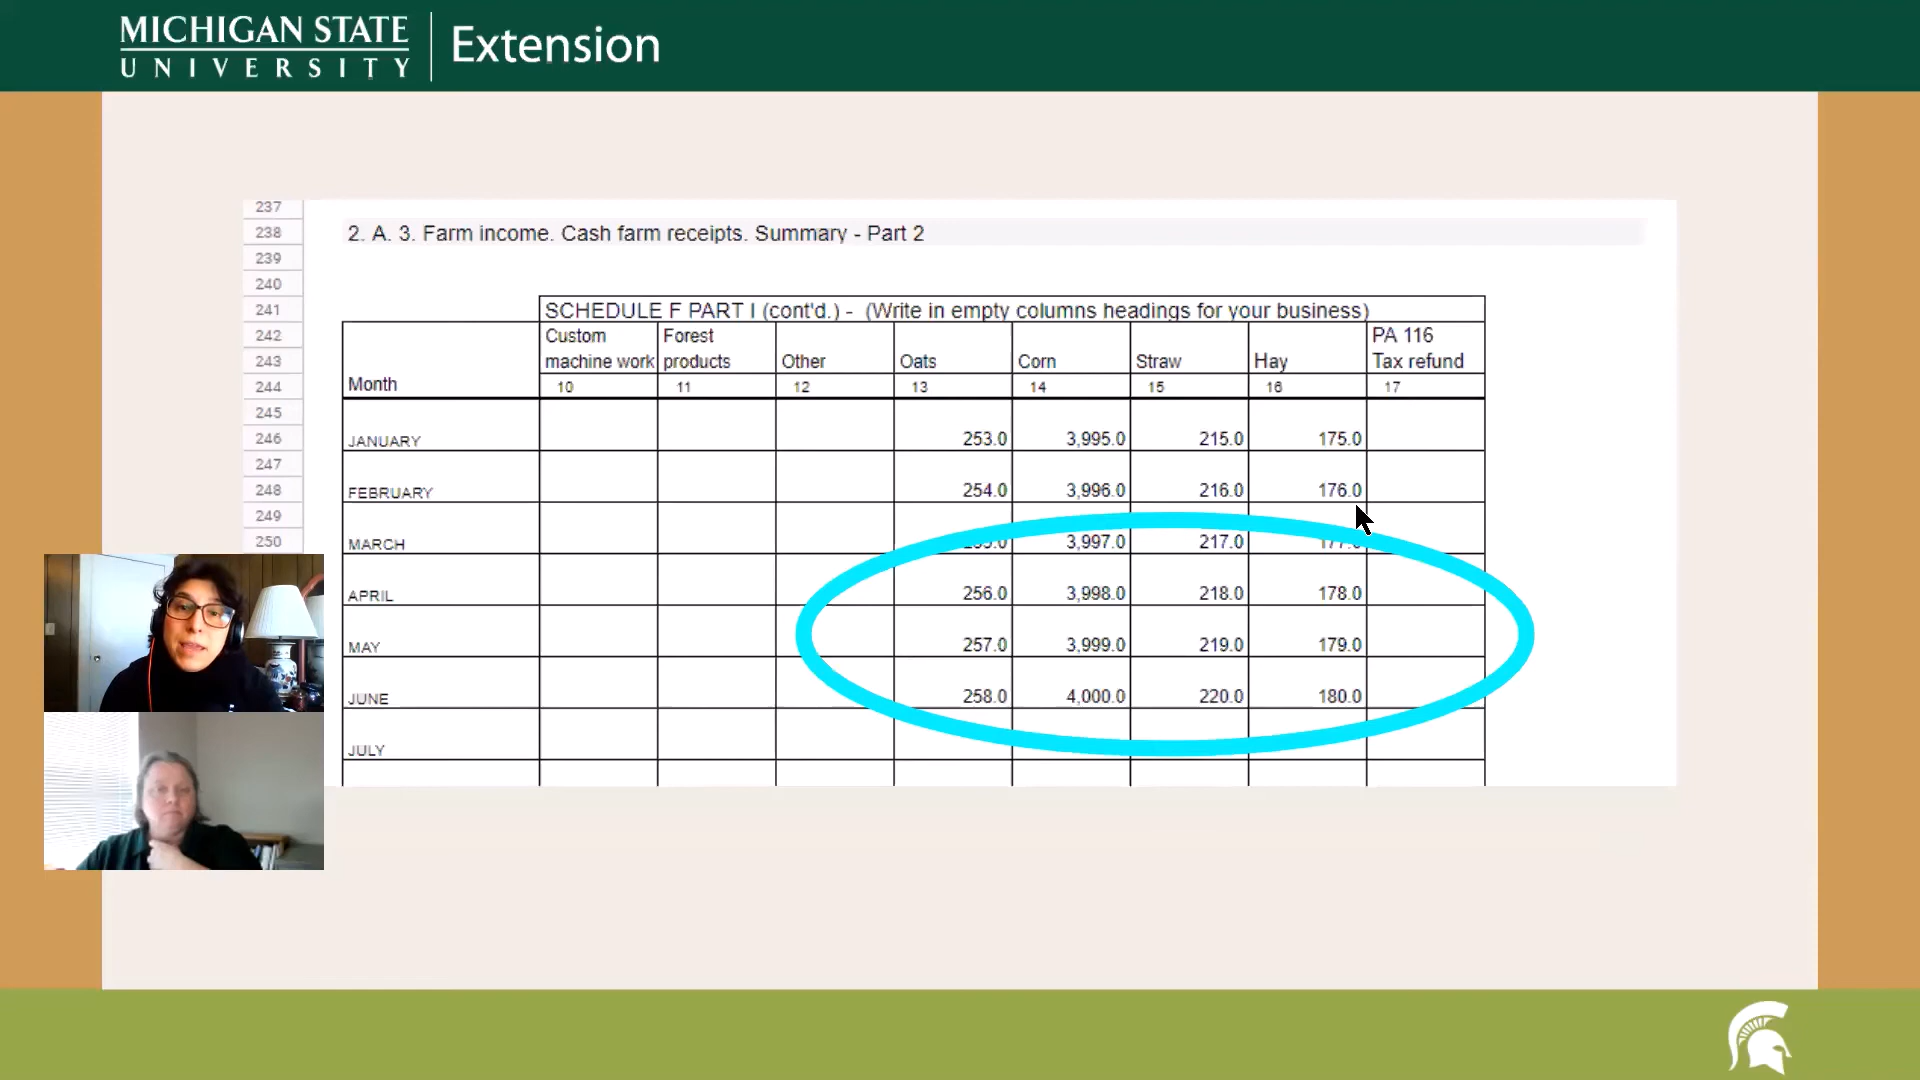 MICHIGAN STATE
UNIVERSITY
Extension
237
238 2. A. 3. Farm income. Cash farm receipts. Summary - Part 2
239
240
241 SCHEDULE F PART I (cont'd.) - (Write in empty columns headings for your business)
242 Custom Forest PA 116
243 machine work products Other Oats Corn Straw Hay Tax refund
244 Month 10 11 12 13 14 15 16 17
245
246 JANUARY 253.0 3,995.0 215.0 175.0
247
248 FEBRUARY 254.0 3,996.0 216.0 176.0
249
250 MARCH 3,997.0 217.0
APRIL 256.0 3,998.0 218.0 178.0
MAY 257.0 3,999.0 219.0 179.0
JUNE 258.0 4,000.0 220.0 180.0
JULY